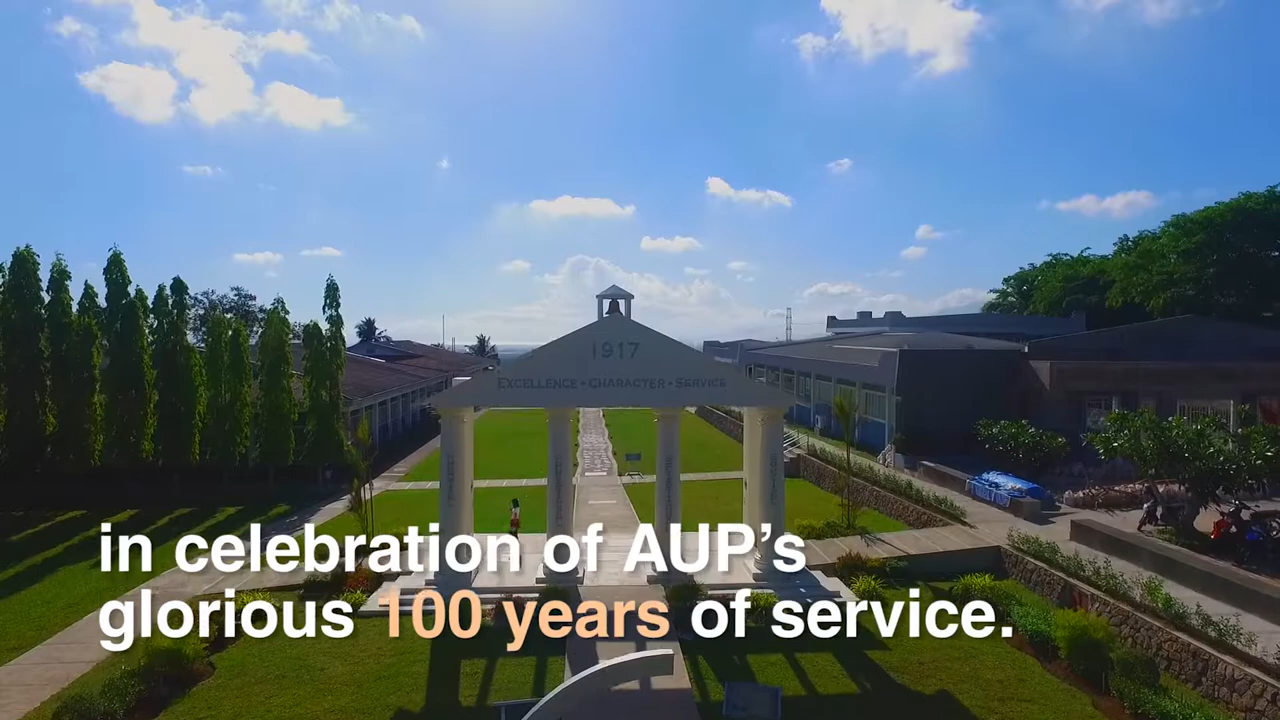 1917
EXCELLENCE • CHARACTER • SERVICE
in celebration of AUP’s
glorious 100 years of service.